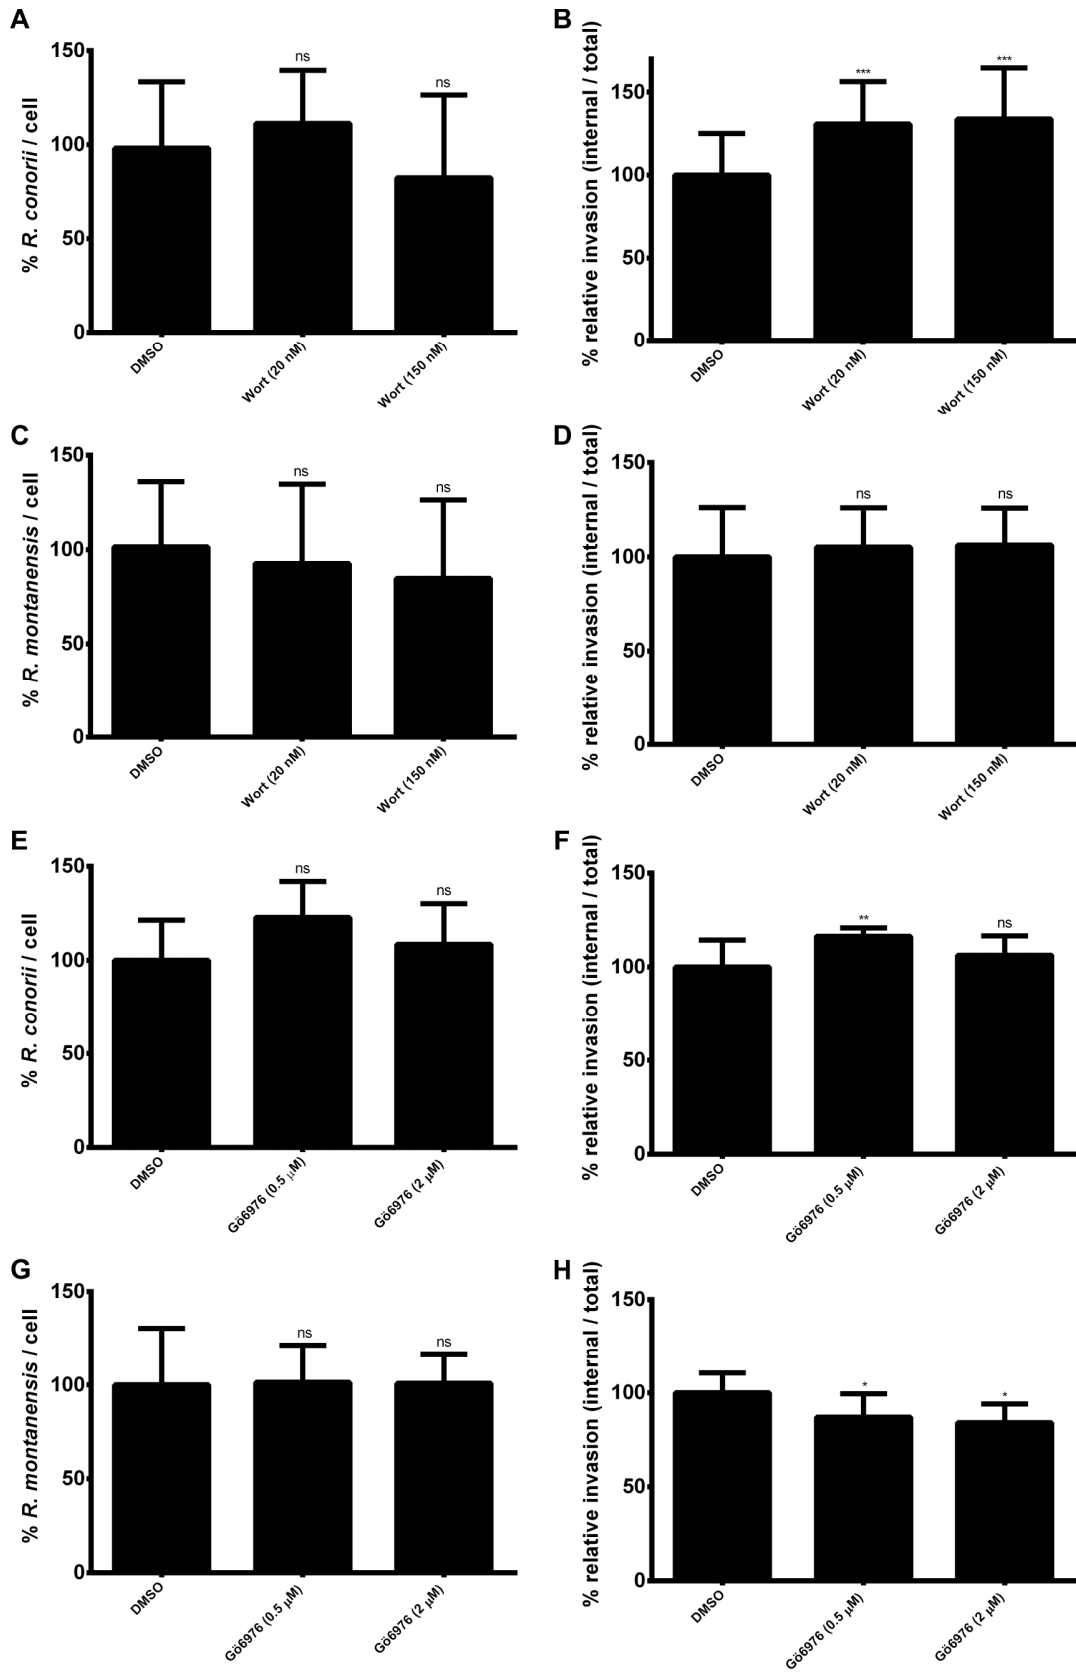 A
% R. conorii / cell
150
100
50
0
ns
ns
DMSO
Wort (20 nM)
Wort (150 nM)
B
% relative invasion (internal / total)
150
100
50
0
***
***
DMSO
Wort (20 nM)
Wort (150 nM)
C
% R. montanensis / cell
150
100
50
0
ns
ns
DMSO
Wort (20 nM)
Wort (150 nM)
D
% relative invasion (internal / total)
150
100
50
0
ns
ns
DMSO
Wort (20 nM)
Wort (150 nM)
E
% R. conorii / cell
150
100
50
0
ns
ns
DMSO
Gö6976 (0.5 µM)
Gö6976 (2 µM)
F
% relative invasion (internal / total)
150
100
50
0
**
ns
DMSO
Gö6976 (0.5 µM)
Gö6976 (2 µM)
G
% R. montanensis / cell
150
100
50
0
ns
ns
DMSO
Gö6976 (0.5 µM)
Gö6976 (2 µM)
H
% relative invasion (internal / total)
150
100
50
0
*
*
DMSO
Gö6976 (0.5 µM)
Gö6976 (2 µM)